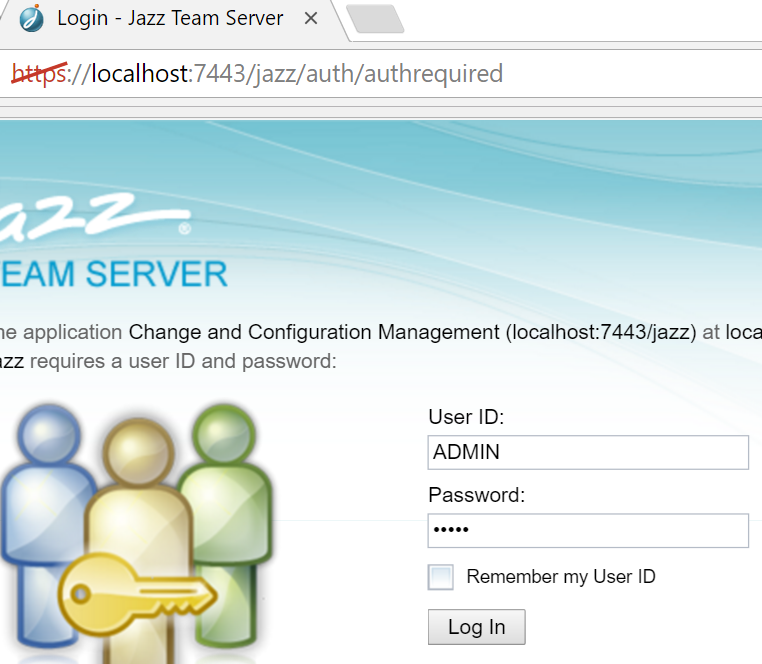 Login - Jazz Team Server
https://localhost:7443/jazz/auth/authrequired
azz®
EAM SERVER
he application Change and Configuration Management (localhost:7443/jazz) at loca
azz requires a user ID and password:
User ID:
ADMIN
Password:
•••••
Remember my User ID
Log In